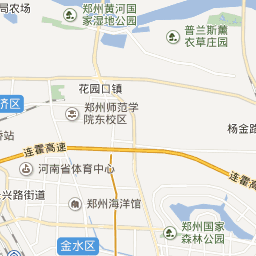 局农场
郑州黄河国
家湿地公园
普兰斯薰
衣草庄园
花园口镇
济区
郑州师范学
院东校区
桥站
杨金路
连霍高速
连霍高速
河南省体育中心
兴路街道
郑州海洋馆
郑州国家
森林公园
金水区